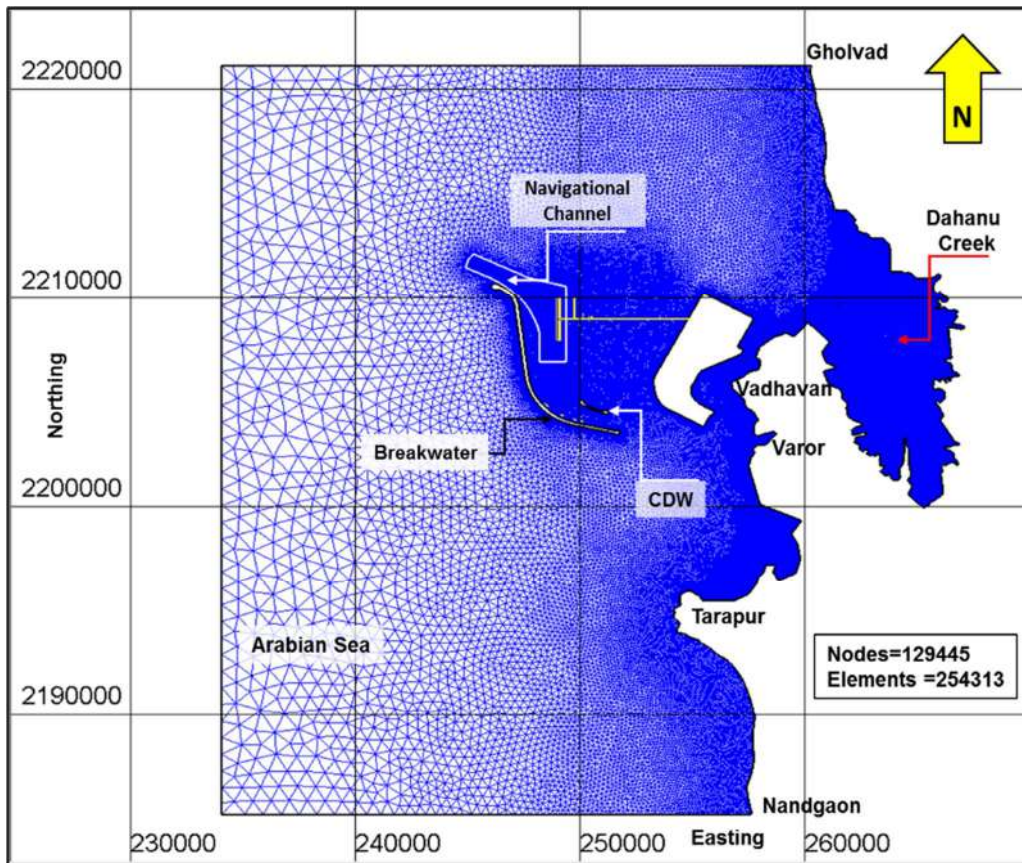 Gholvad
2220000
N
Navigational
Channel
Dahanu
Creek
2210000
Northing
Vadhavan
Breakwater
Varor
2200000
CDW
Tarapur
Arabian Sea
Nodes=129445
Elements =254313
2190000
Nandgaon
230000
240000
250000
Easting
260000